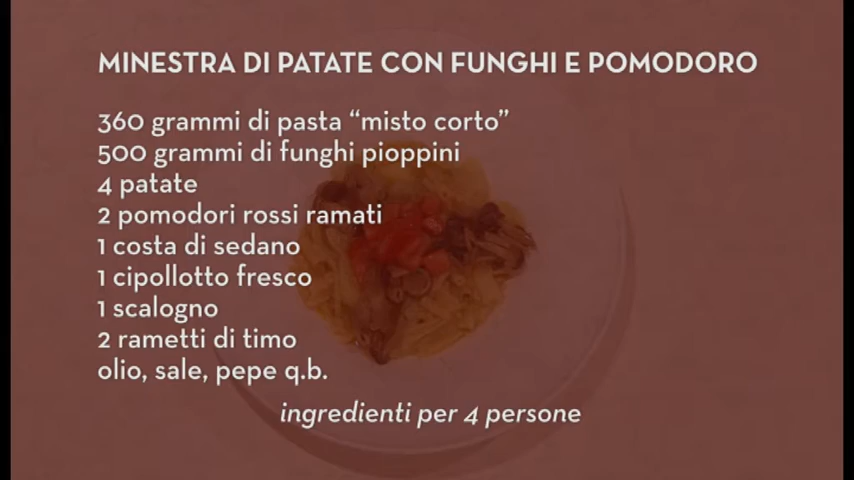 MINESTRA DI PATATE CON FUNGHI E POMODORO
360 grammi di pasta “misto corto”
500 grammi di funghi pioppini
4 patate
2 pomodori rossi ramati
1 costa di sedano
1 cipollotto fresco
1 scalogno
2 rametti di timo
olio, sale, pepe q.b.
ingredienti per 4 persone